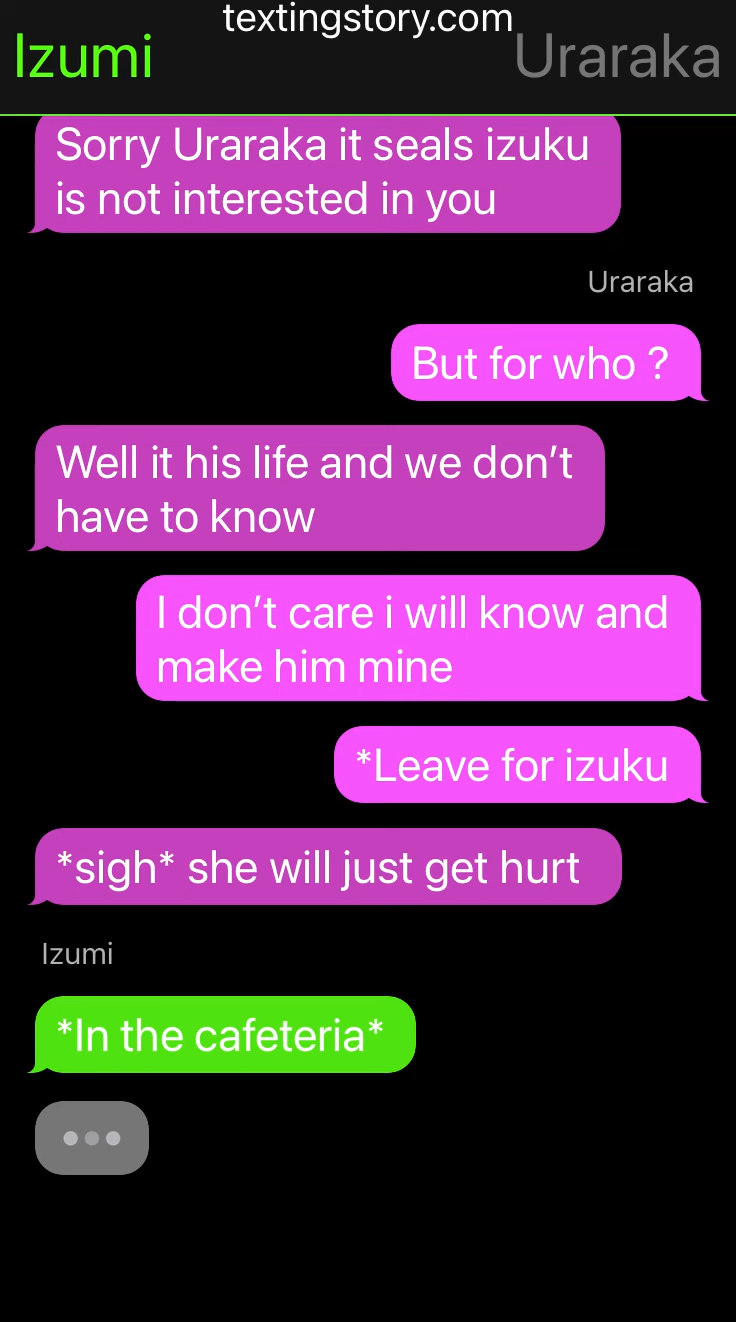 textingstory.com
Izumi
Uraraka
Sorry Uraraka it seals izuku
is not interested in you
Uraraka
But for who ?
Well it his life and we don’t
have to know
I don’t care i will know and
make him mine
*Leave for izuku
*sigh* she will just get hurt
Izumi
*In the cafeteria*